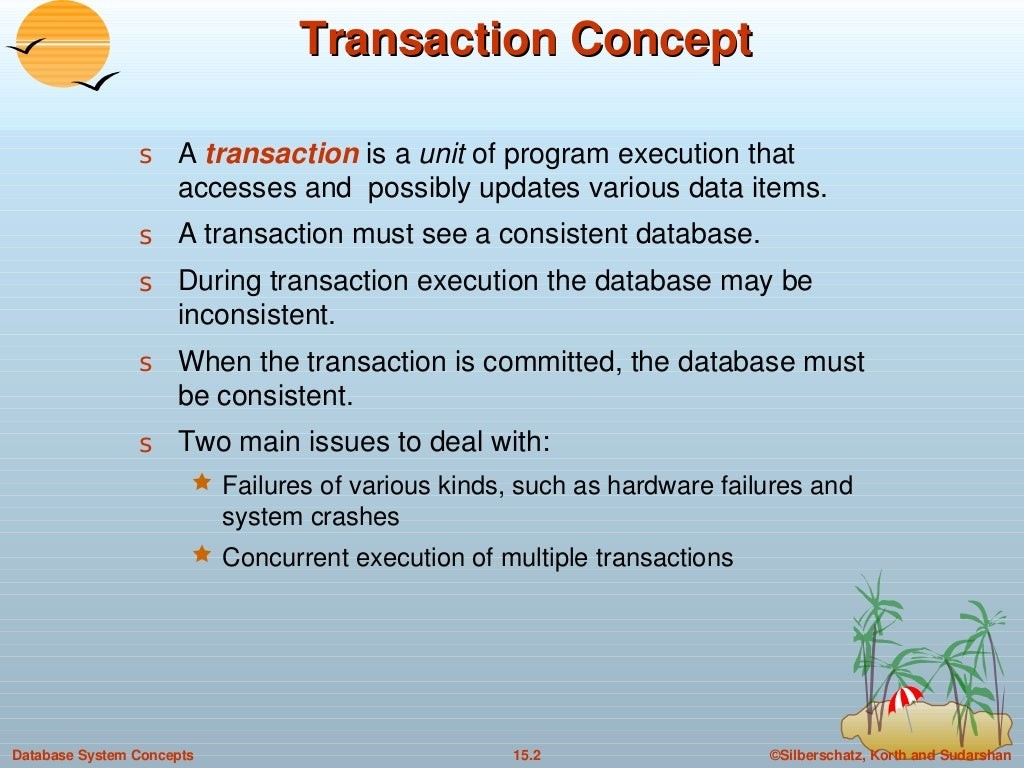 Transaction Concept
s A transaction is a unit of program execution that
accesses and  possibly updates various data items.
s A transaction must see a consistent database.
s During transaction execution the database may be
inconsistent.
s When the transaction is committed, the database must
be consistent.
s Two main issues to deal with:
★ Failures of various kinds, such as hardware failures and
system crashes
★ Concurrent execution of multiple transactions
Database System Concepts 15.2 ©Silberschatz, Korth and Sudarshan